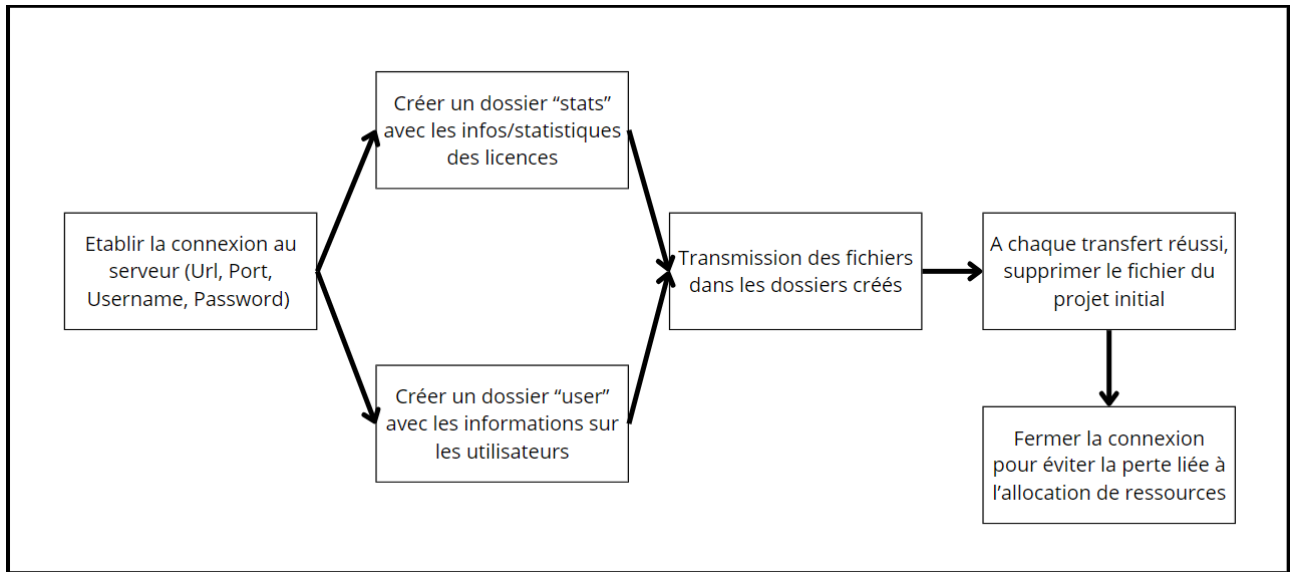 Etablir la connexion au
serveur (Url, Port,
Username, Password)
Créer un dossier “stats”
avec les infos/statistiques
des licences
Créer un dossier “user”
avec les informations sur
les utilisateurs
Transmission des fichiers
dans les dossiers créés
A chaque transfert réussi,
supprimer le fichier du
projet initial
Fermer la connexion
pour éviter la perte liée à
l’allocation de ressources